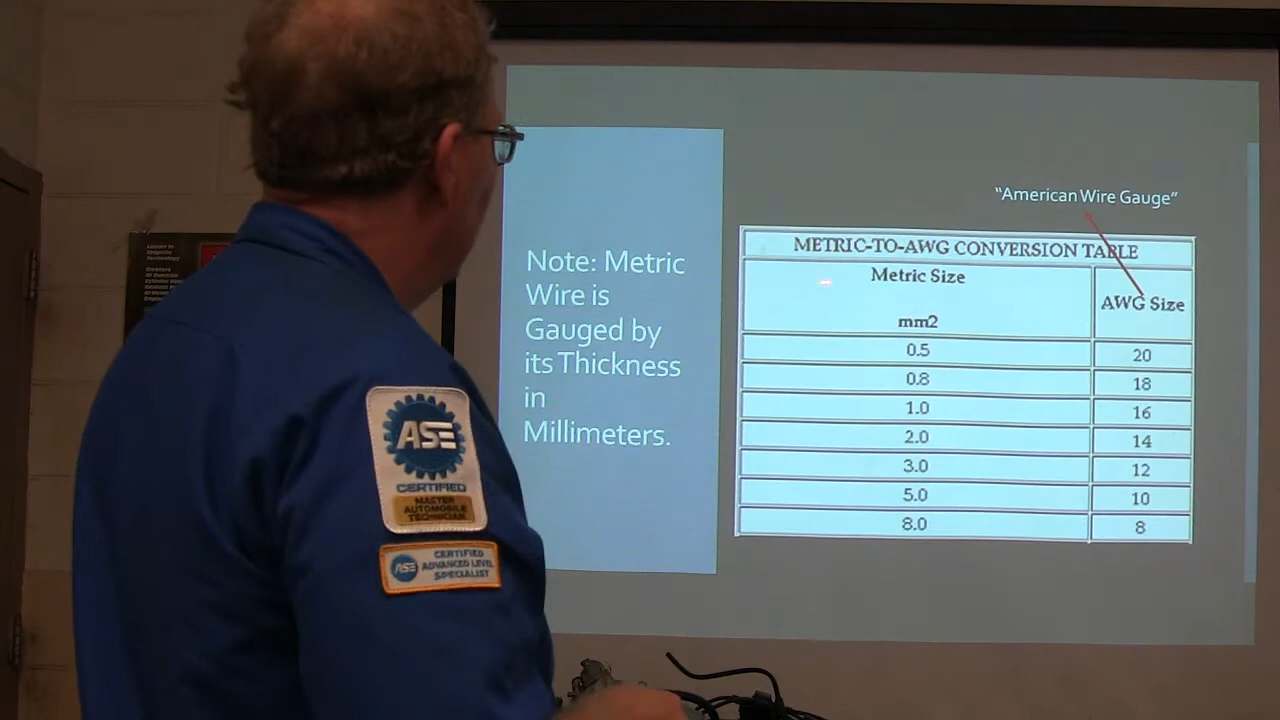 "American Wire Gauge"
METRIC-TO-AWG CONVERSION TABLE
Metric Size
mm2
AWG Size
0.5 20
0.8 18
1.0 16
2.0 14
3.0 12
5.0 10
8.0 8
Note: Metric
Wire is
Gauged by
its Thickness
in
Millimeters.
ASE
CERTIFIED
MASTER
AUTOMOBILE
TECHNICIAN
ASE
CERTIFIED
ADVANCED LEVEL
SPECIALIST
Technology